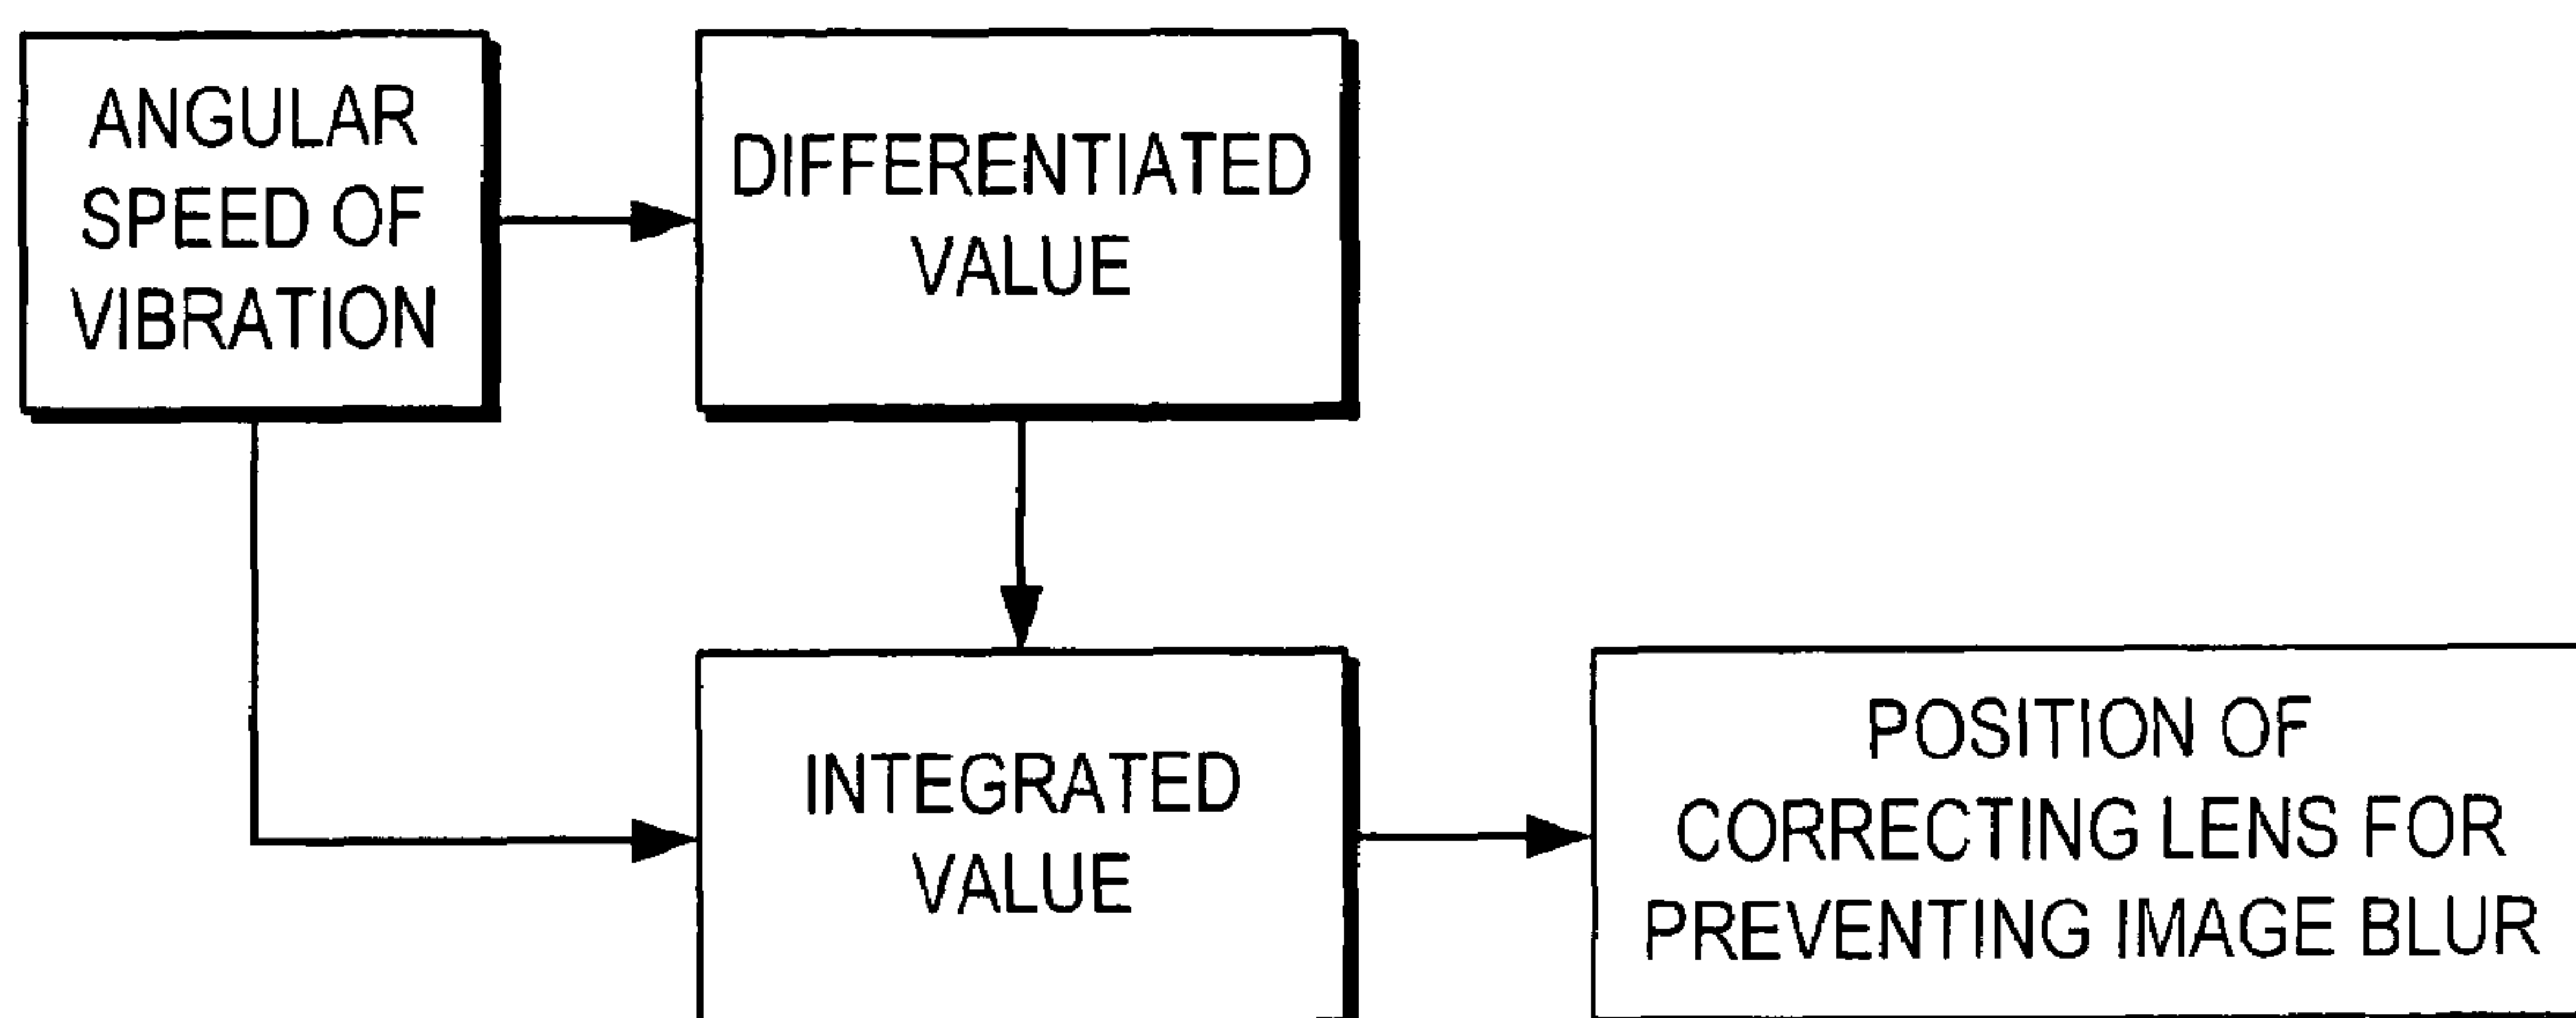 ANGULAR
SPEED OF
VIBRATION
DIFFERENTIATED
VALUE
INTEGRATED
VALUE
POSITION OF
CORRECTING LENS FOR
PREVENTING IMAGE BLUR